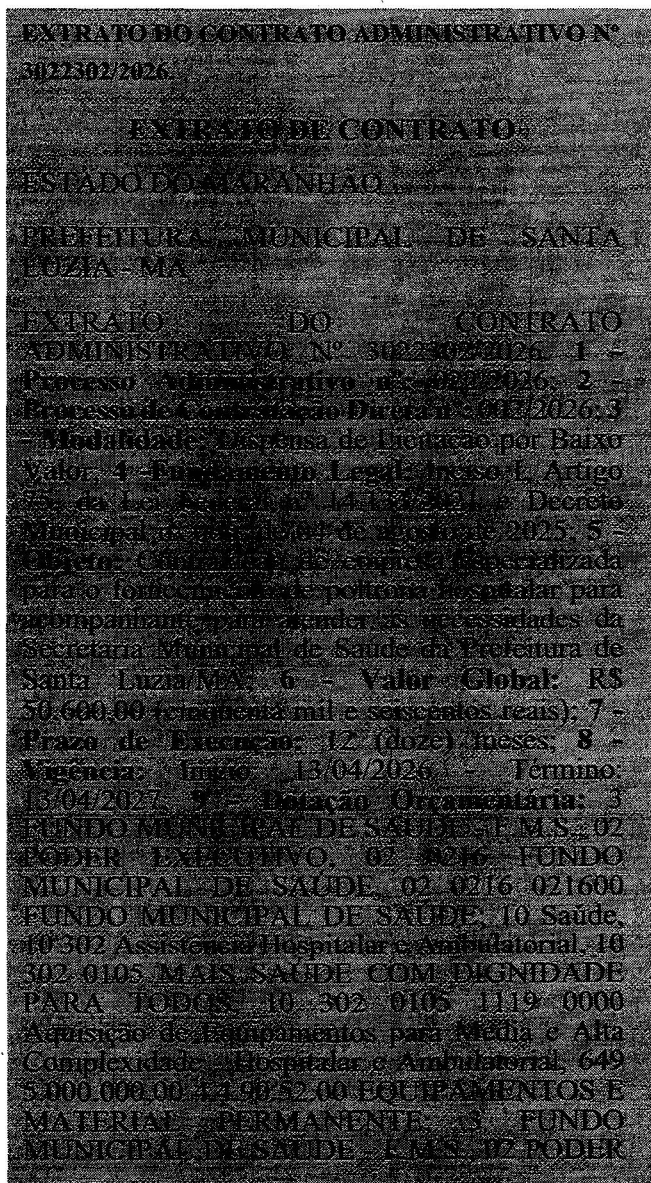 EXTRATO DO CONTRATO ADMINISTRATIVO Nº
3022302/2026.
EXTRATO DE CONTRATO
ESTADO DO MARANHÃO
PREFEITURA MUNICIPAL DE SANTA
LUZIA - MA
EXTRATO DO CONTRATO
ADMINISTRATIVO Nº 3022302/2026. 1 -
Processo Administrativo nº: 2026; 2 -
Processo de Contratação Direta nº: 002/2026; 3
- Modalidade: Dispensa de Licitação por Baixo
Valor; 4 - Fundamento Legal: Inciso I, Artigo
da Lei Federal nº e Decreto
Municipal de de agosto de 2025; 5 -
Objeto: Contratação de empresa especializada
para o fornecimento de poltrona hospitalar para
acompanhante para atender as necessidades da
Secretaria Municipal de Saúde da Prefeitura de
Santa Luzia/MA; 6 - Valor Global: R$
50.600,00 (cinquenta mil e seiscentos reais); 7 -
Prazo de Execução: 12 (doze) meses; 8 -
Vigência: Início: 13/04/2026 - Término:
13/04/2027; 9 - Dotação Orçamentária: 3
FUNDO MUNICIPAL DE SAÚDE - F.M.S., 02
PODER EXECUTIVO, 02 0216 FUNDO
MUNICIPAL DE SAÚDE, 02 0216 021600
FUNDO MUNICIPAL DE SAÚDE, 10 Saúde,
10 302 Assistência Hospitalar e Ambulatorial, 10
302 0105 MAIS SAÚDE COM DIGNIDADE
PARA TODOS, 10 302 0105 1119 0000
Aquisição de Equipamentos para Média e Alta
Complexidade - Hospitalar e Ambulatorial, 649
5.000.000,00 4.4.90.52.00 EQUIPAMENTOS E
MATERIAL PERMANENTE, 3 FUNDO
MUNICIPAL DE SAÚDE - F.M.S., 02 PODER